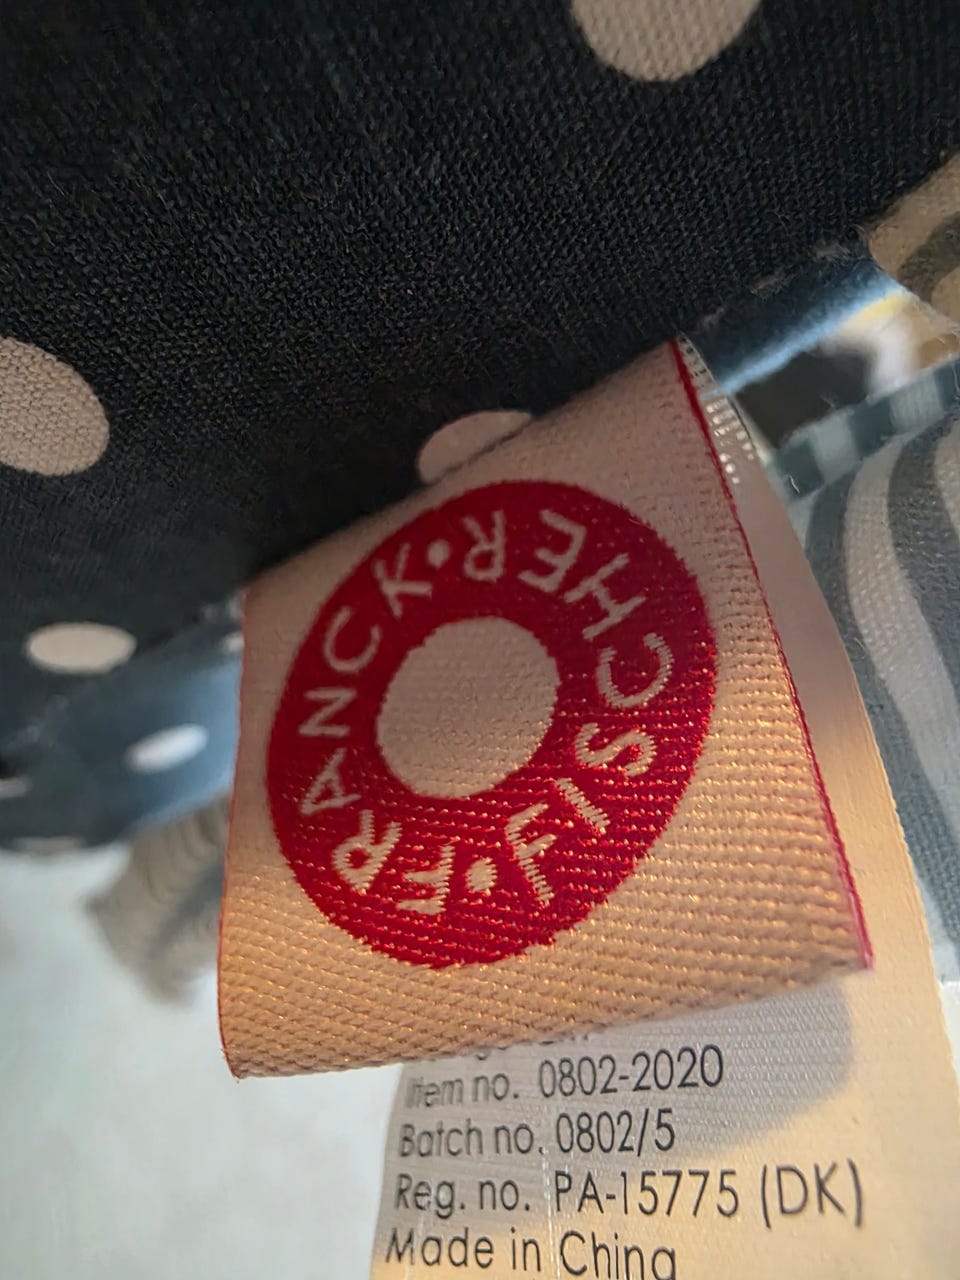 FRANCK • FISCHER •
Item no. 0802-2020
Batch no. 0802/5
Reg. no. PA-15775 (DK)
Made in China